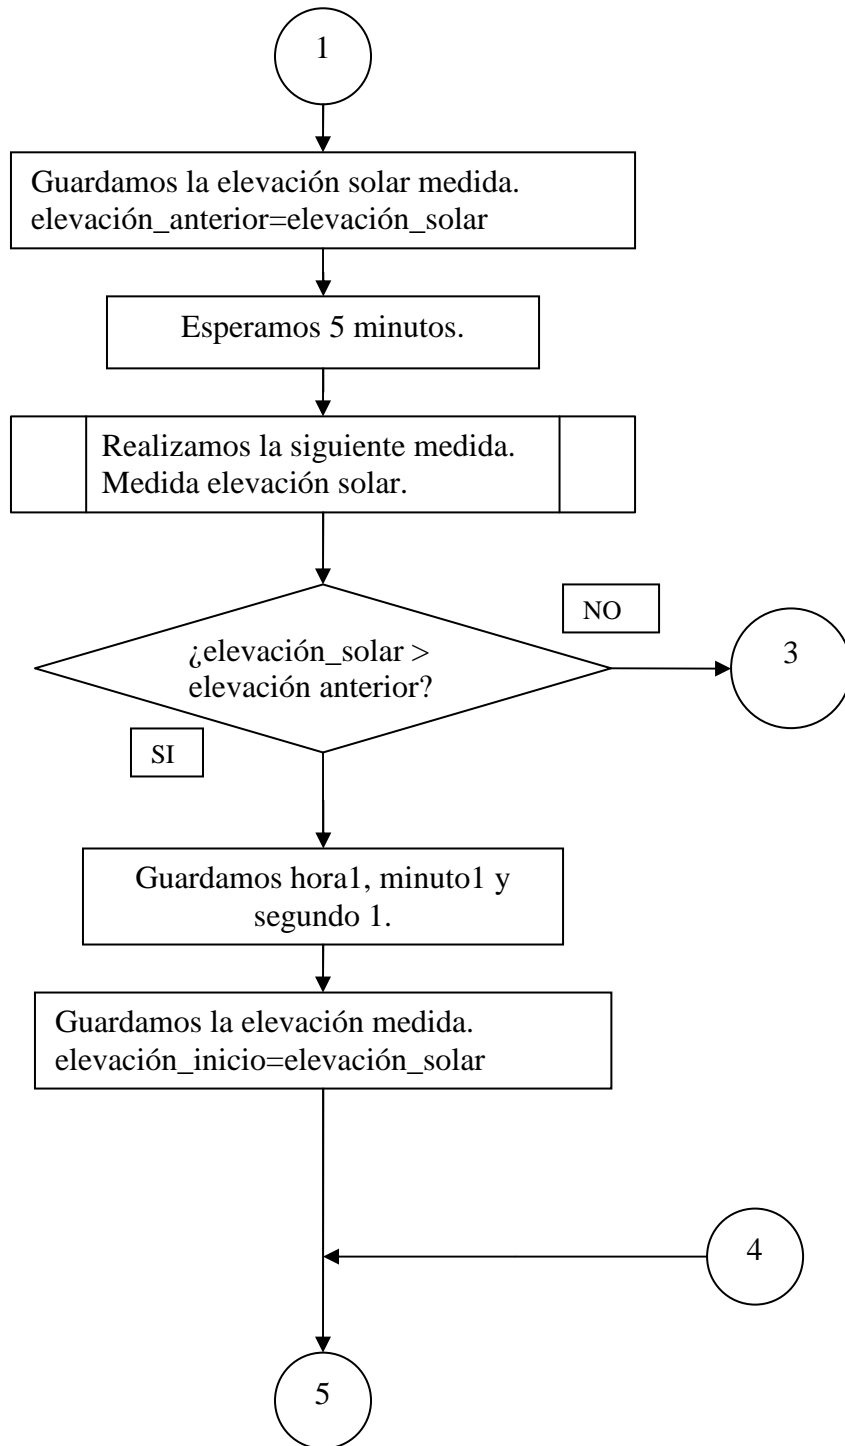 1
Guardamos la elevación solar medida.
elevación_anterior=elevación_solar
Esperamos 5 minutos.
Realizamos la siguiente medida.
Medida elevación solar.
NO
¿elevación_solar >
elevación anterior?
3
SI
Guardamos hora1, minuto1 y
segundo 1.
Guardamos la elevación medida.
elevación_inicio=elevación_solar
4
5